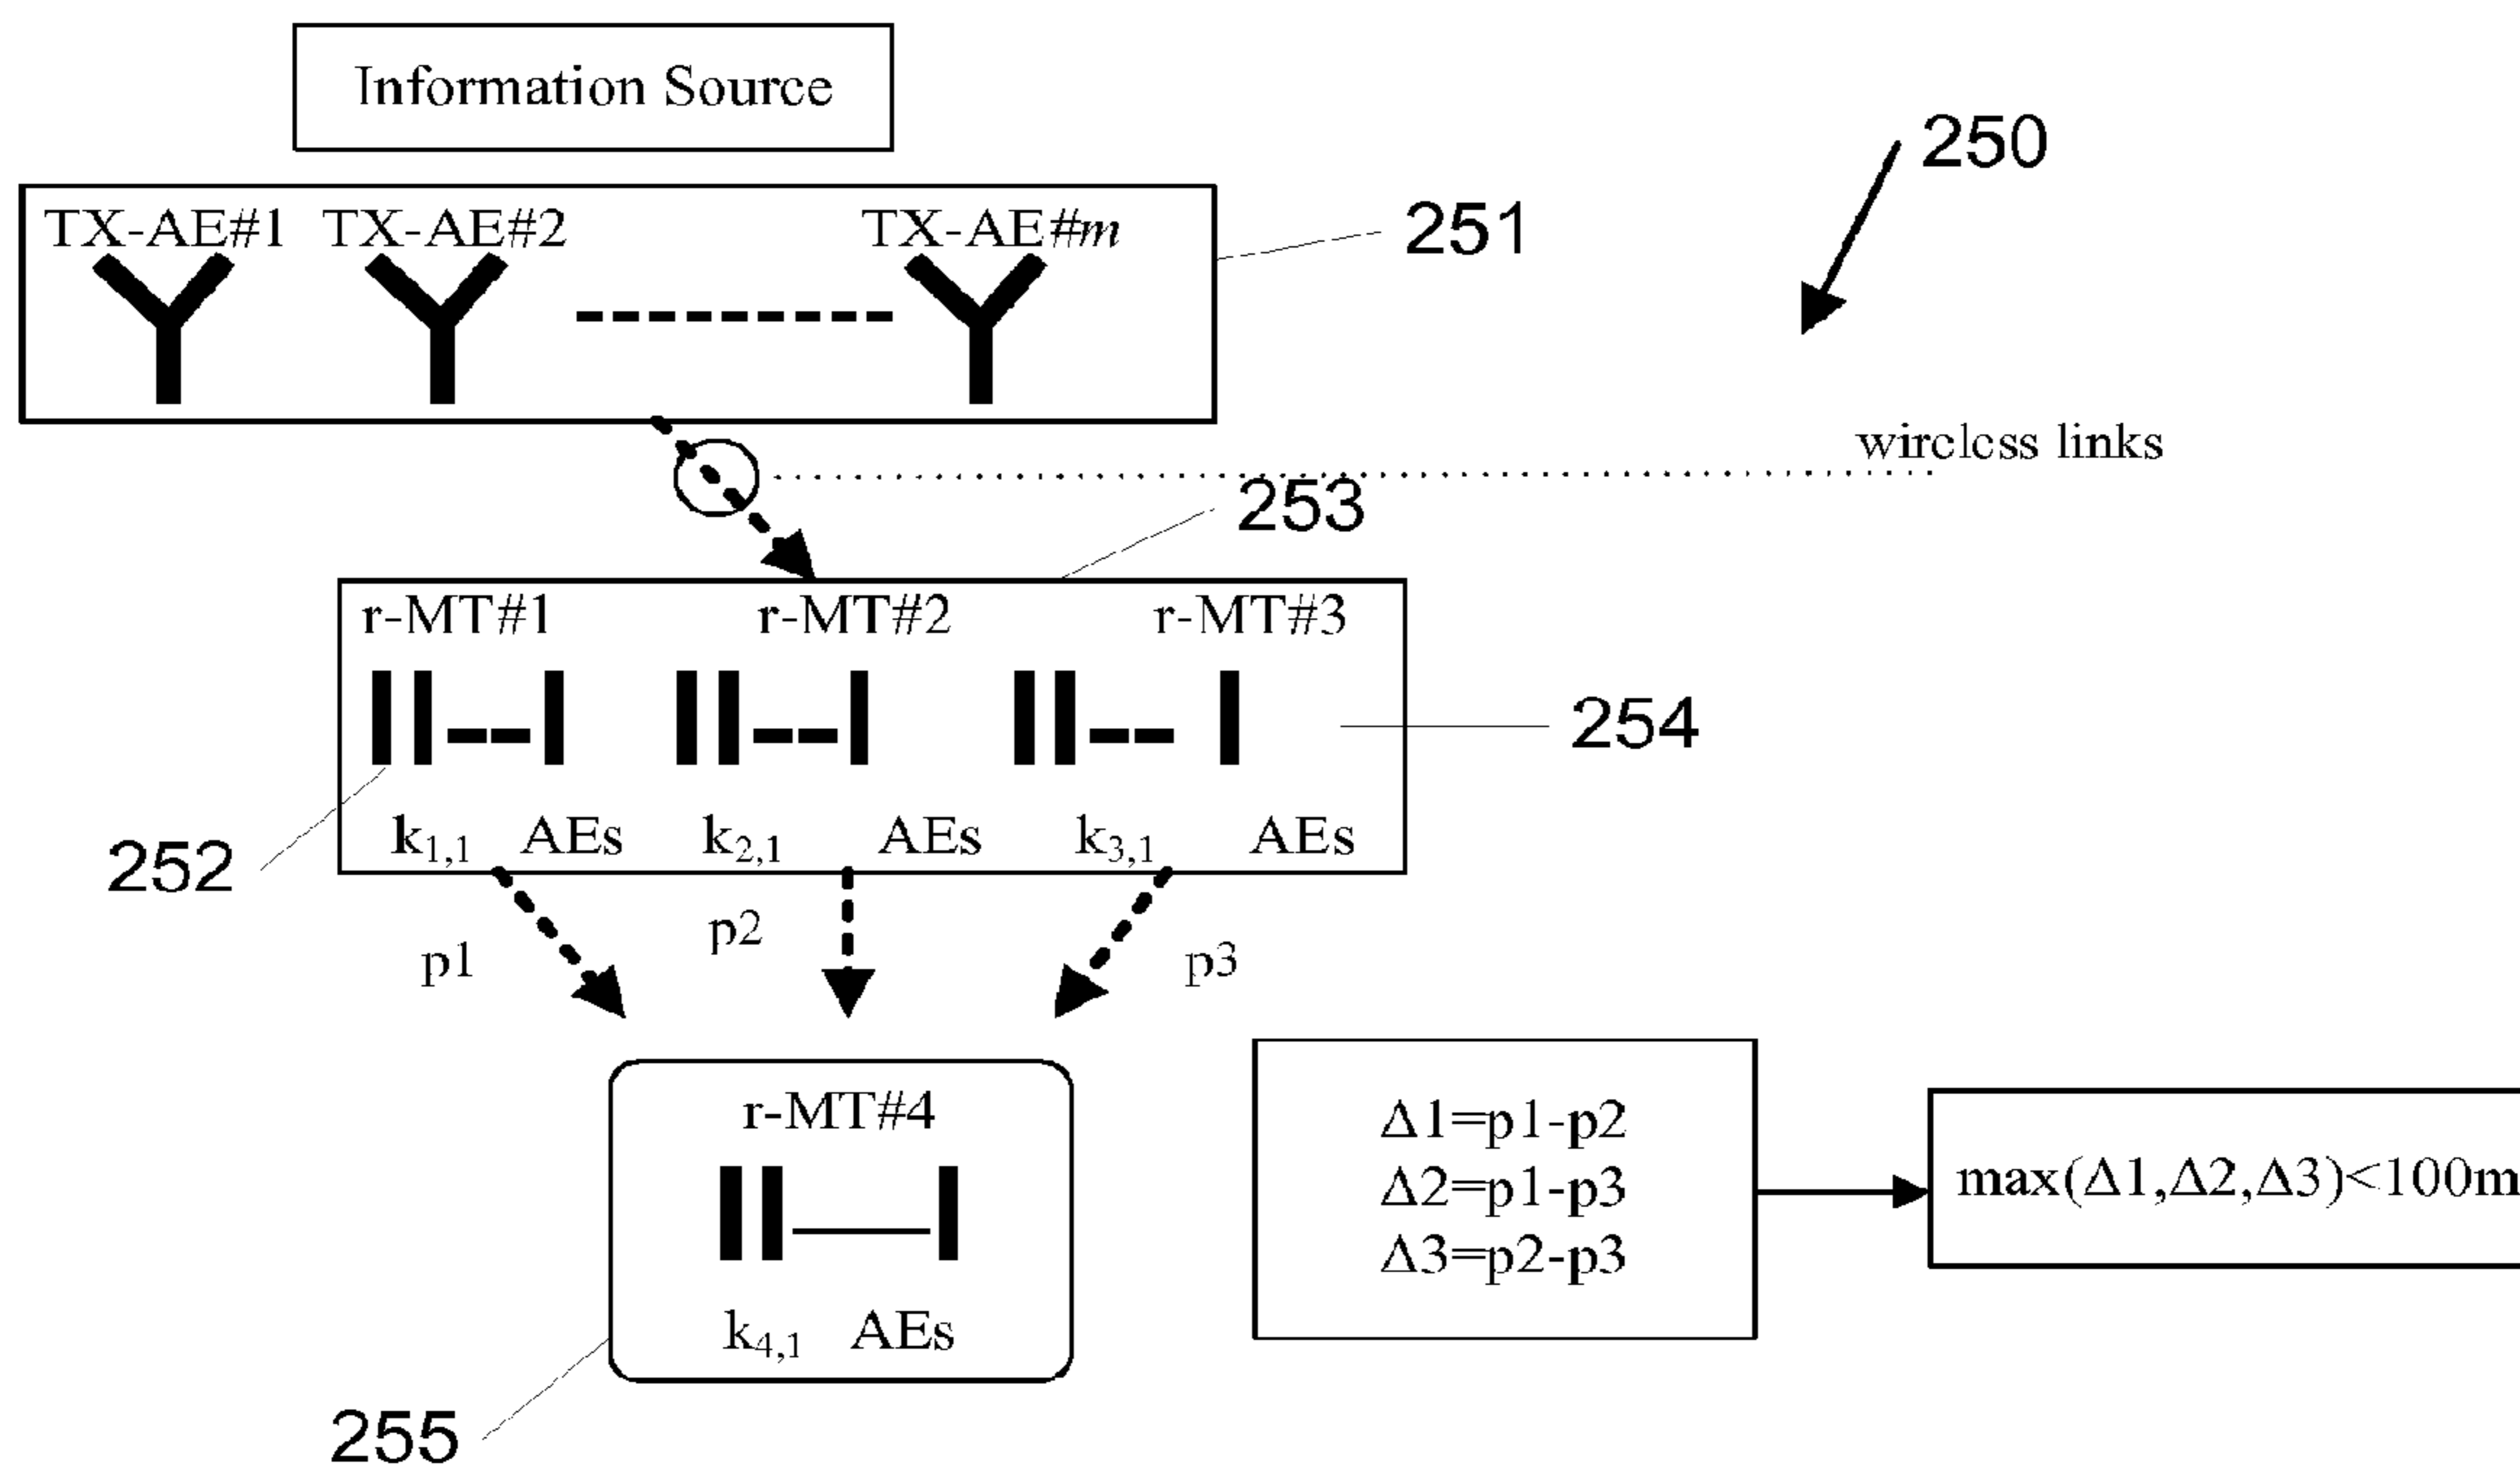 Information Source
250
TX-AE#1 TX-AE#2 TX-AE#m
251
wireless links
253
r-MT#1 r-MT#2 r-MT#3
254
k1,1 AEs k2,1 AEs k3,1 AEs
252
p1 p2 p3
r-MT#4
Δ1=p1-p2
Δ2=p1-p3
Δ3=p2-p3
max(Δ1,Δ2,Δ3)<100m
k4,1 AEs
255